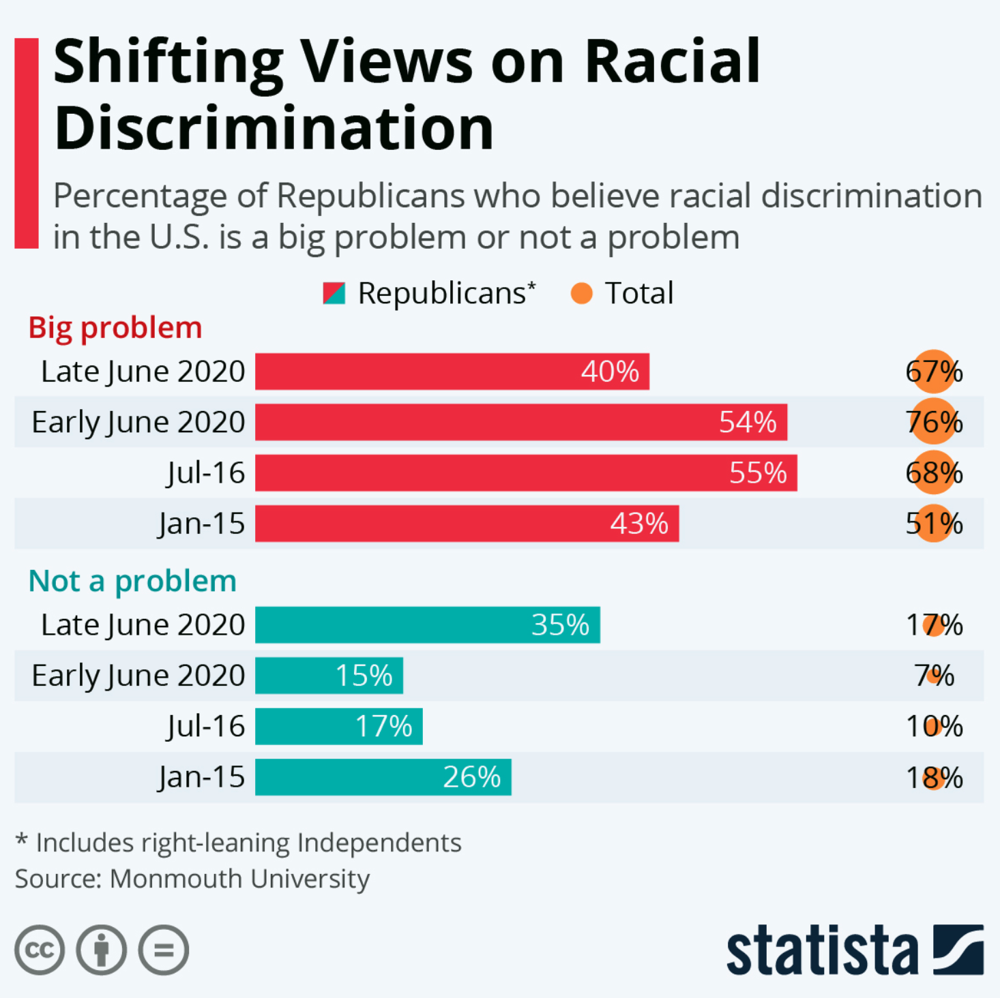 Shifting Views on Racial
Discrimination
Percentage of Republicans who believe racial discrimination
in the U.S. is a big problem or not a problem
Republicans* Total
Big problem
Late June 2020 40% 67%
Early June 2020 54% 76%
Jul-16 55% 68%
Jan-15 43% 51%
Not a problem
Late June 2020 35% 17%
Early June 2020 15% 7%
Jul-16 17% 10%
Jan-15 26% 18%
* Includes right-leaning Independents
Source: Monmouth University
cc =
statista